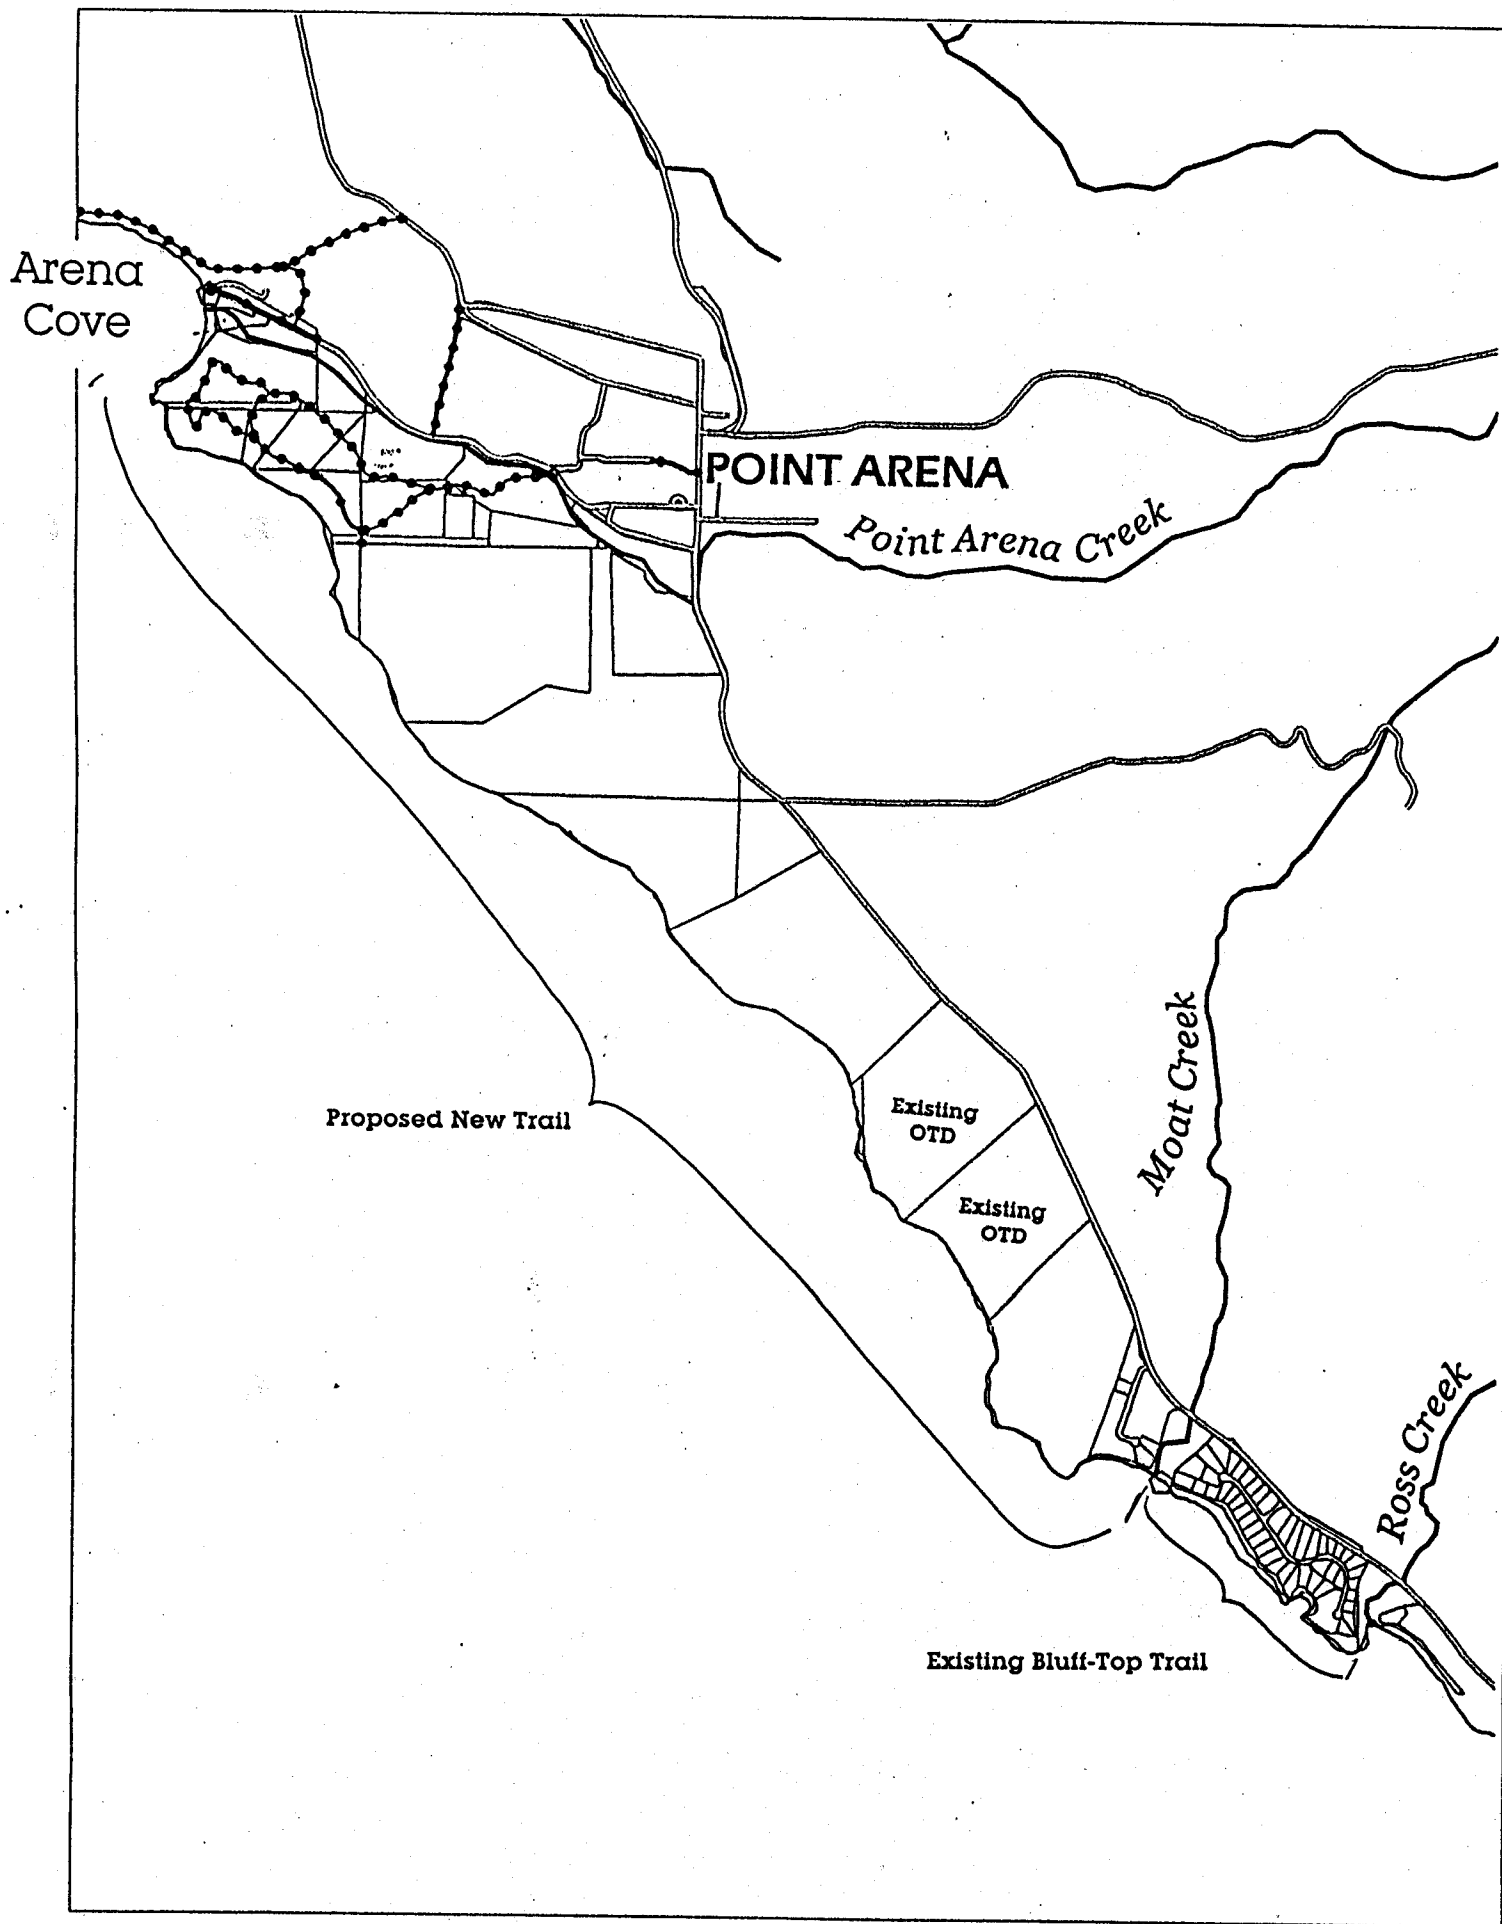 Arena
Cove
POINT ARENA
Point Arena Creek
Moat Creek
Proposed New Trail
Existing
OTD
Existing
OTD
Ross Creek
Existing Bluff-Top Trail